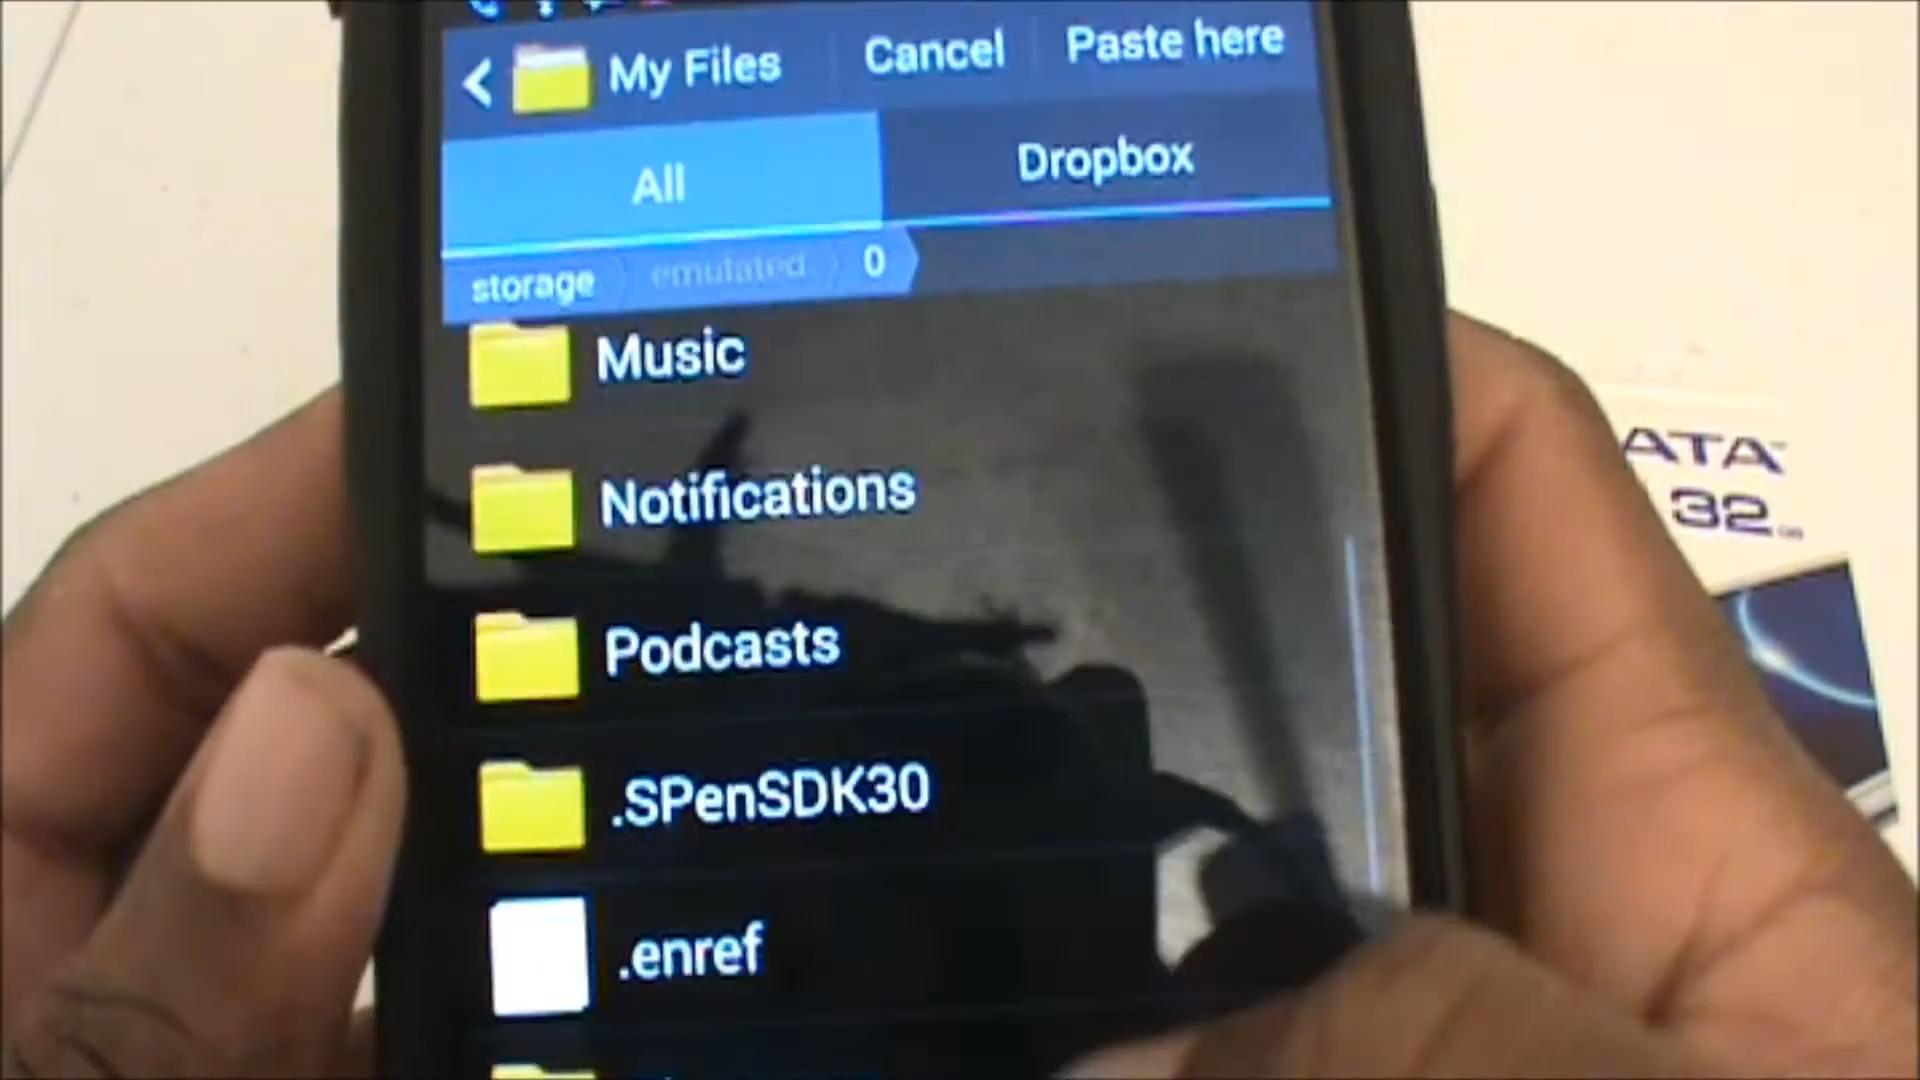 My Files Cancel Paste here
All Dropbox
storage emulated 0
Music
Notifications
Podcasts
.SPenSDK30
.enref
ATA
32